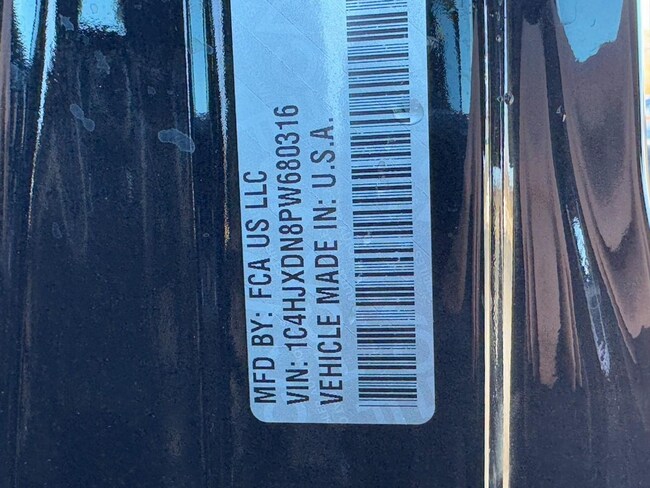 MFD BY: FCA US LLC
VIN: 1C4HJXDN8PW680316
VEHICLE MADE IN: U.S.A.